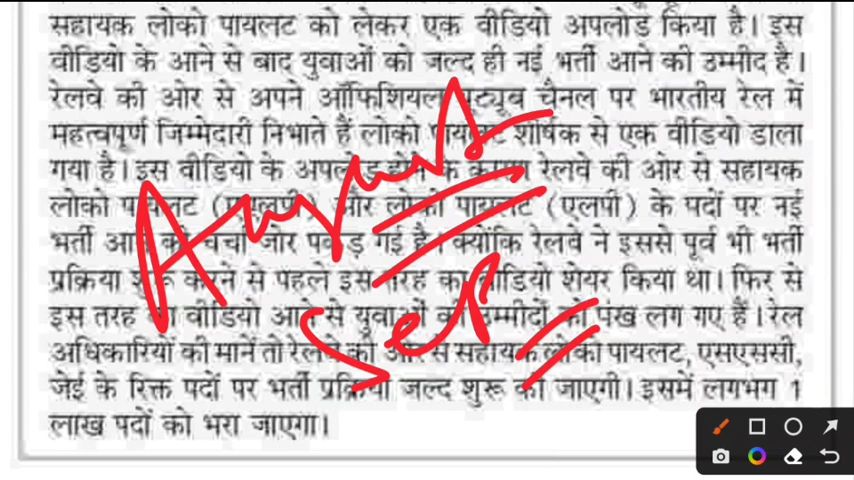 सहायक लोको पायलट को लेकर एक वीडियो अपलोड किया है। इस
वीडियो के आने से बाद युवाओं को जल्द ही नई भर्ती आने की उम्मीद है।
रेलवे की ओर से अपने ऑफिशियल यूट्यूब चैनल पर भारतीय रेल में
महत्वपूर्ण जिम्मेदारी निभाते हैं लोको पायलट शीर्षक से एक वीडियो डाला
गया है। इस वीडियो के अपलोड होने के कारण रेलवे की ओर से सहायक
लोको पायलट (एएलपी) और लोको पायलट (एलपी) के पदों पर नई
भर्ती आने की चर्चा जोर पकड़ गई है। क्योंकि रेलवे ने इससे पूर्व भी भर्ती
प्रक्रिया शुरू करने से पहले इस तरह का वीडियो शेयर किया था। फिर से
इस तरह का वीडियो आते से युवाओं की उम्मीदों को पंख लग गए हैं। रेल
अधिकारियों की मानें तो रेलवे की ओर से सहायक लोको पायलट, एसएससी,
जेई के रिक्त पदों पर भर्ती प्रक्रिया जल्द शुरू की जाएगी। इसमें लगभग 1
लाख पदों को भरा जाएगा।